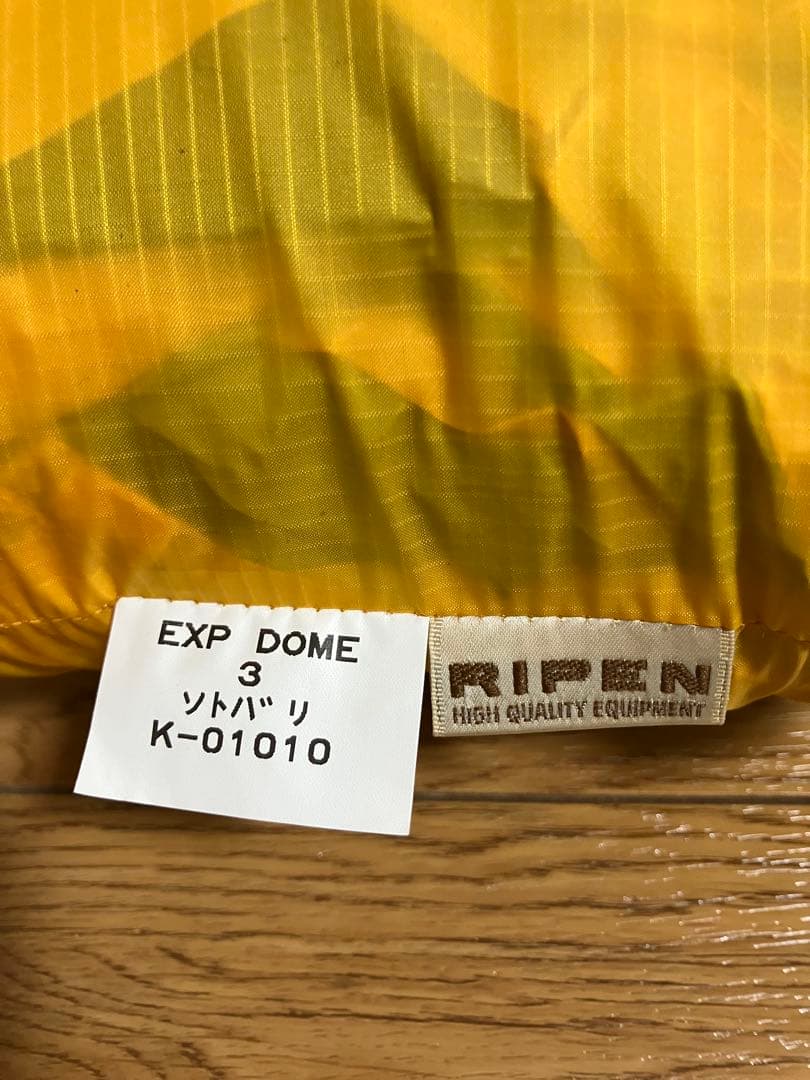 EXP DOME
3
ソトバリ
K-01010
RIPEN
HIGH QUALITY EQUIPMENT